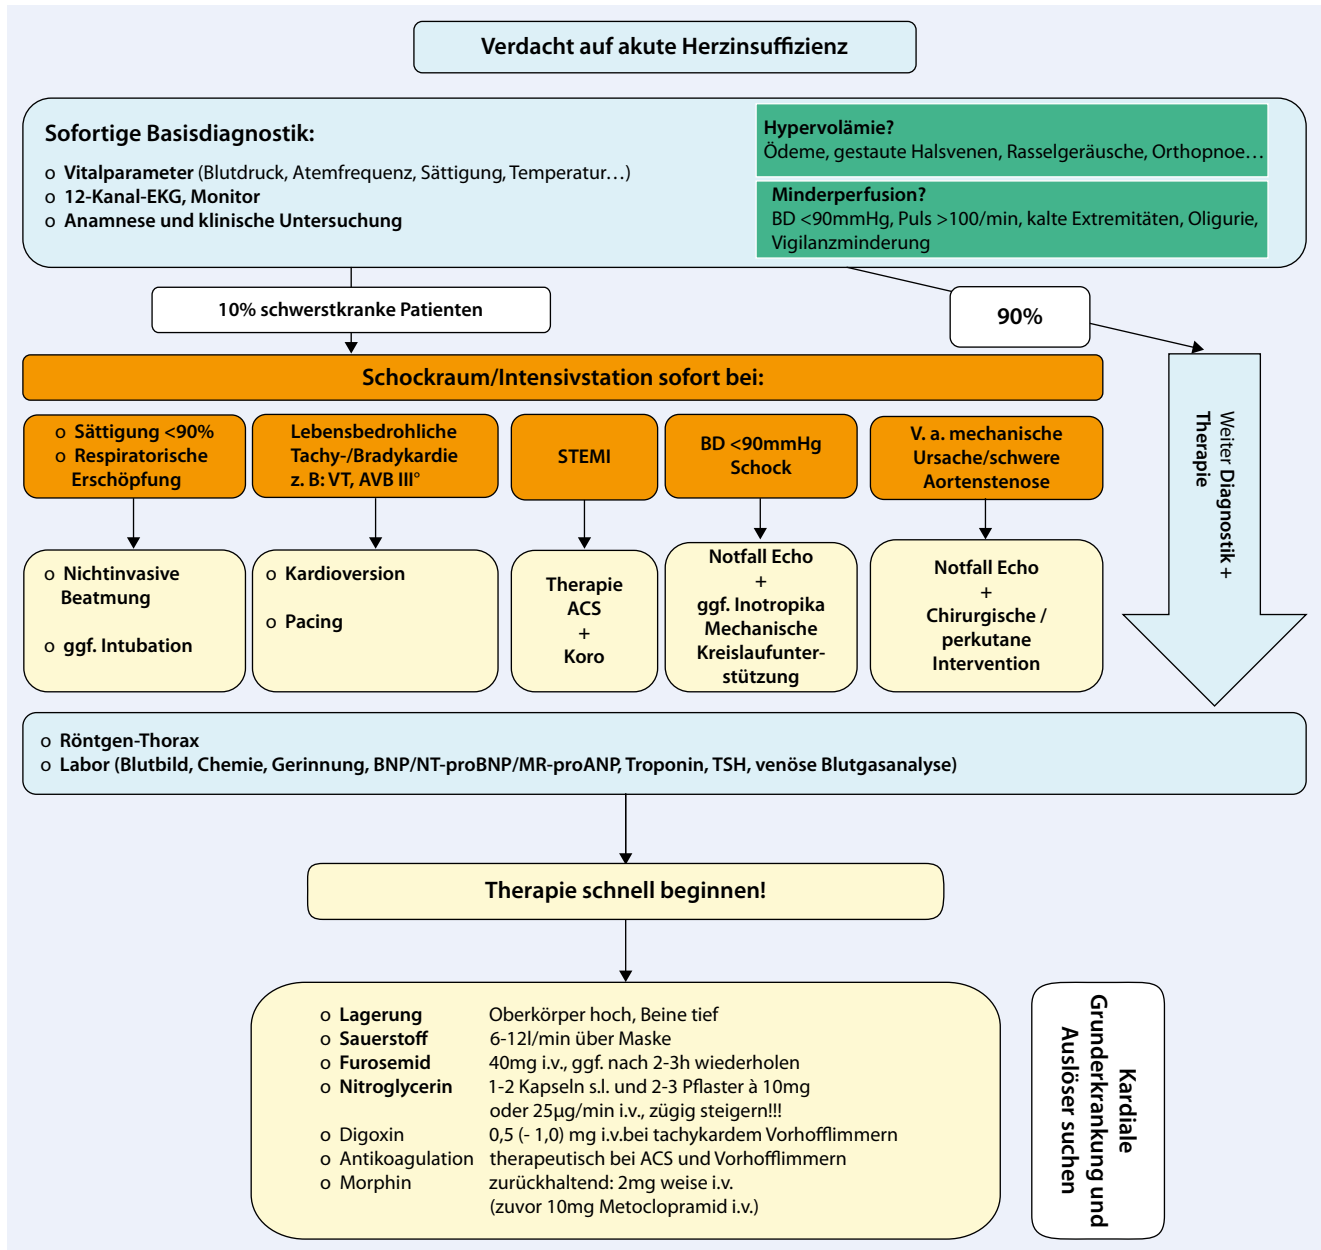 Verdacht auf akute Herzinsuffizienz
Sofortige Basisdiagnostik:
o Vitalparameter (Blutdruck, Atemfrequenz, Sättigung, Temperatur…)
o 12-Kanal-EKG, Monitor
o Anamnese und klinische Untersuchung
Hypervolämie?
Ödeme, gestaute Halsvenen, Rasselgeräusche, Orthopnoe…
Minderperfusion?
BD <90mmHg, Puls >100/min, kalte Extremitäten, Oligurie,
Vigilanzminderung
10% schwerstkranke Patienten
90%
Schockraum/Intensivstation sofort bei:
o Sättigung <90%
o Respiratorische
Erschöpfung
Lebensbedrohliche
Tachy-/Bradykardie
z. B: VT, AVB III°
STEMI
BD <90mmHg
Schock
V. a. mechanische
Ursache/schwere
Aortenstenose
Weiter Diagnostik +
Therapie
o Nichtinvasive
Beatmung
o ggf. Intubation
o Kardioversion
o Pacing
Therapie
ACS
+
Koro
Notfall Echo
+
ggf. Inotropika
Mechanische
Kreislaufunter-
stützung
Notfall Echo
+
Chirurgische /
perkutane
Intervention
o Röntgen-Thorax
o Labor (Blutbild, Chemie, Gerinnung, BNP/NT-proBNP/MR-proANP, Troponin, TSH, venöse Blutgasanalyse)
Therapie schnell beginnen!
o Lagerung Oberkörper hoch, Beine tief
o Sauerstoff 6-12l/min über Maske
o Furosemid 40mg i.v., ggf. nach 2-3h wiederholen
o Nitroglycerin 1-2 Kapseln s.l. und 2-3 Pflaster à 10mg
oder 25µg/min i.v., zügig steigern!!!
o Digoxin 0,5 (- 1,0) mg i.v.bei tachykardem Vorhofflimmern
o Antikoagulation therapeutisch bei ACS und Vorhofflimmern
o Morphin zurückhaltend: 2mg weise i.v.
(zuvor 10mg Metoclopramid i.v.)
Kardiale
Grunderkrankung und
Auslöser suchen